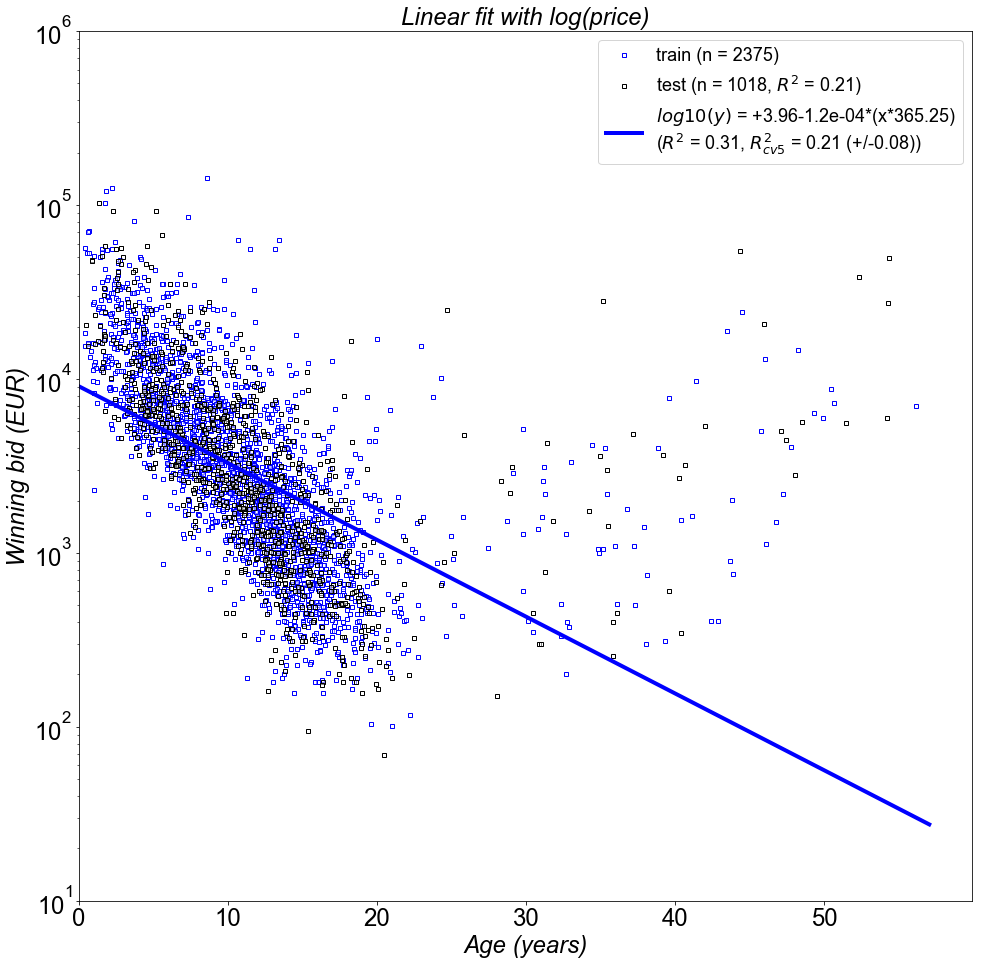 Linear fit with log(price)
train (n = 2375)
test (n = 1018, R² = 0.21)
log10(y) = +3.96-1.2e-04*(x*365.25)
(R² = 0.31, R²cv5 = 0.21 (+/-0.08))
Winning bid (EUR)
10⁶
10⁵
10⁴
10³
10²
10¹
0 10 20 30 40 50
Age (years)